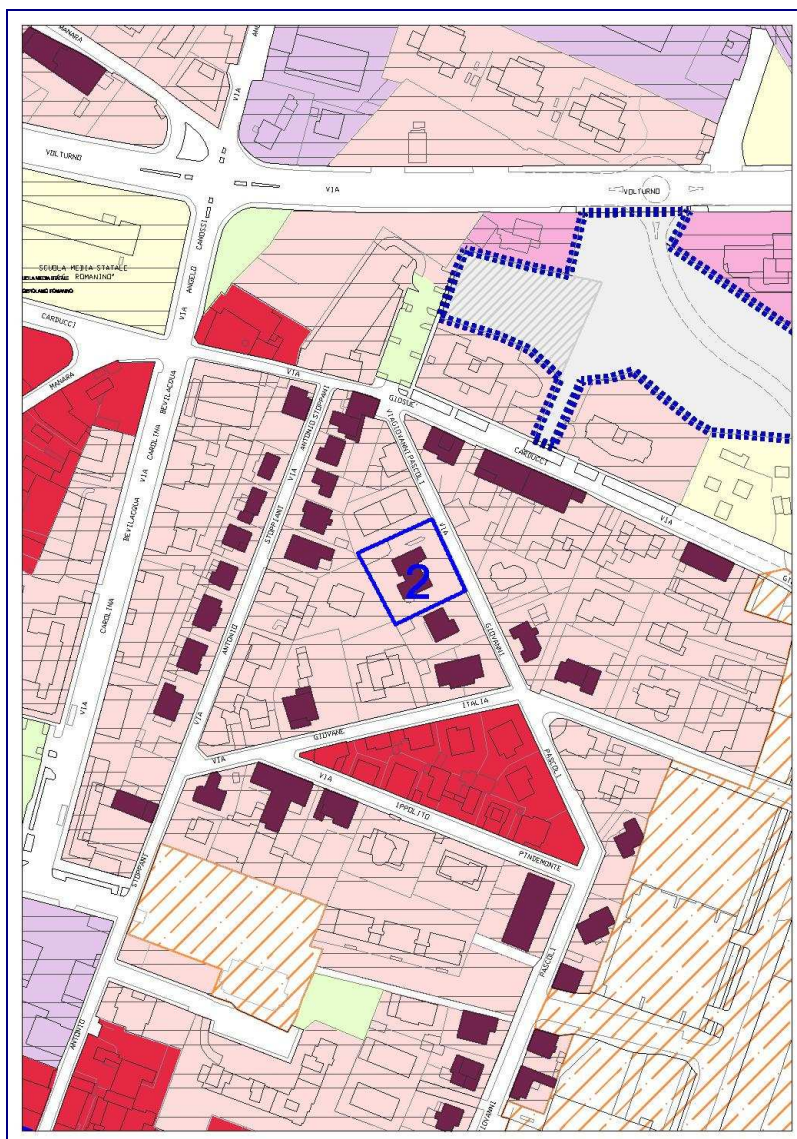 MANARA
VIA
VOLTURNO
VIA
VOLTURNO
VIA ANGELO CANOSSI
SCUOLA MEDIA STATALE
ROMANINO"
CARDUCCI
MANARA
VIA
GIOSUE'
CARDUCCI
VIA
VIA CAROLINA BEVILACQUA
BEVILACQUA
CAROLINA
VIA
ANTONIO STOPPANI
VIA
STOPPANI
ANTONIO
VIA
VIA GIOVANNI PASCOLI
VIA
GIOVANNI
PASCOLI
2
VIA
GIOVANE
ITALIA
VIA
IPPOLITO
PINDEMONTE
STOPPANI
ANTONIO
PASCOLI